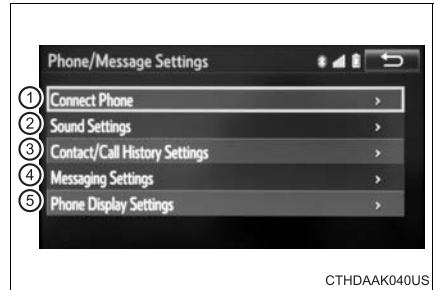 Phone/Message Settings
1 Connect Phone >
2 Sound Settings >
3 Contact/Call History Settings >
4 Messaging Settings >
5 Phone Display Settings >
CTHDAAK040US